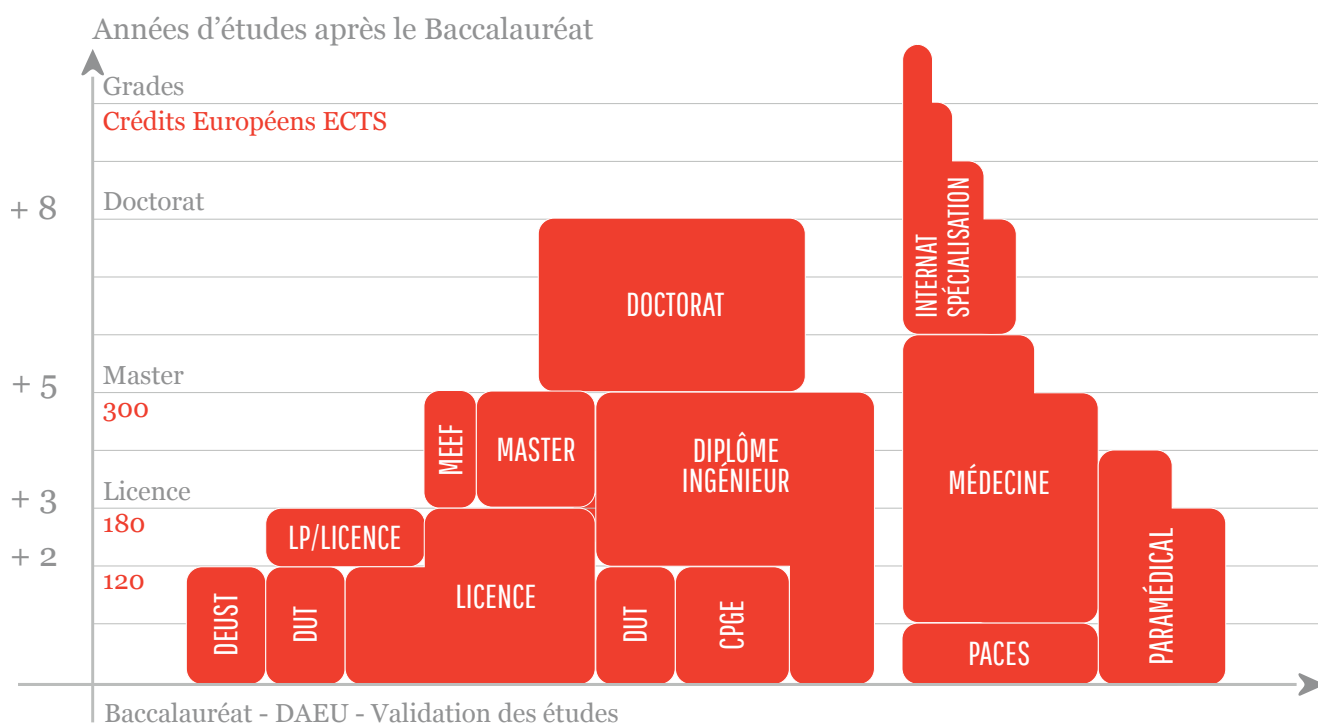 Années d'études après le Baccalauréat
Grades
Crédits Européens ECTS
+ 8
Doctorat
INTERNAT
SPÉCIALISATION
DOCTORAT
+ 5
Master
300
MEEF
MASTER
DIPLÔME
INGÉNIEUR
MÉDECINE
+ 3
Licence
180
LP/LICENCE
+ 2
120
DEUST
DUT
LICENCE
DUT
CPGE
PACES
PARAMÉDICAL
Baccalauréat - DAEU - Validation des études